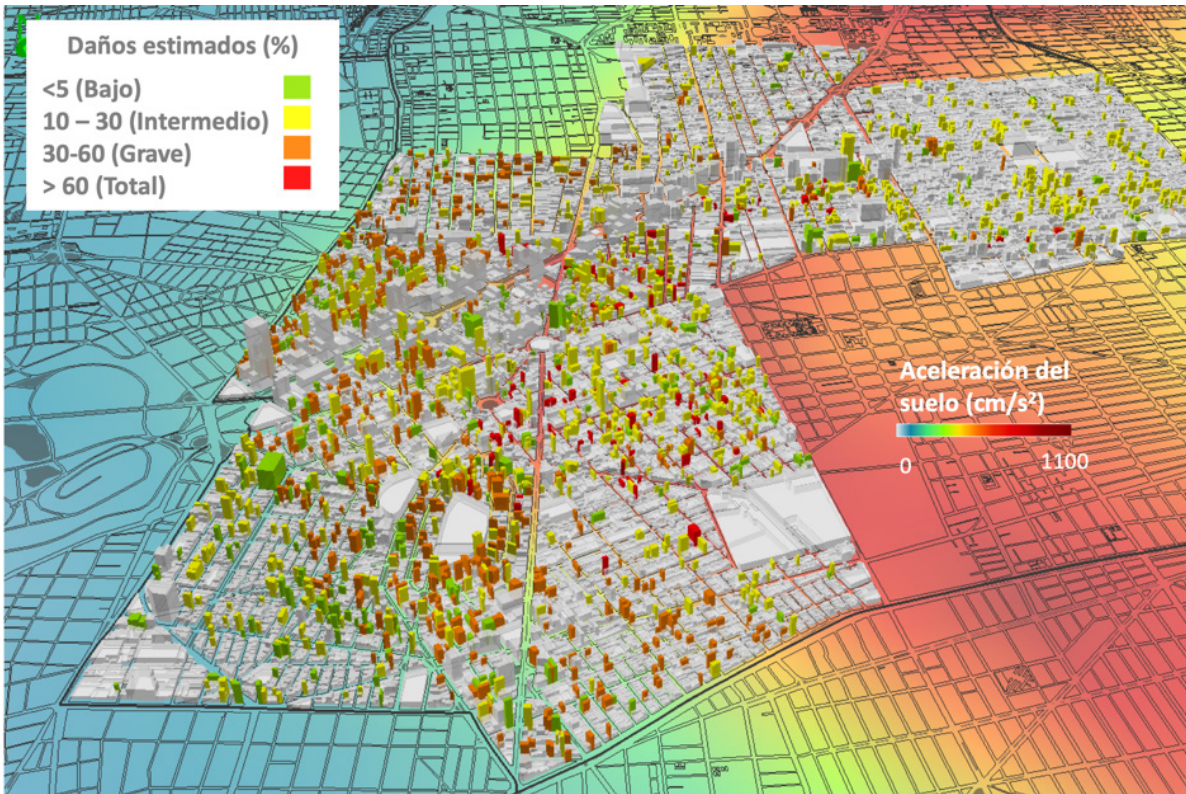 Daños estimados (%)
<5 (Bajo)
10 – 30 (Intermedio)
30-60 (Grave)
> 60 (Total)
Aceleración del
suelo (cm/s²)
0
1100